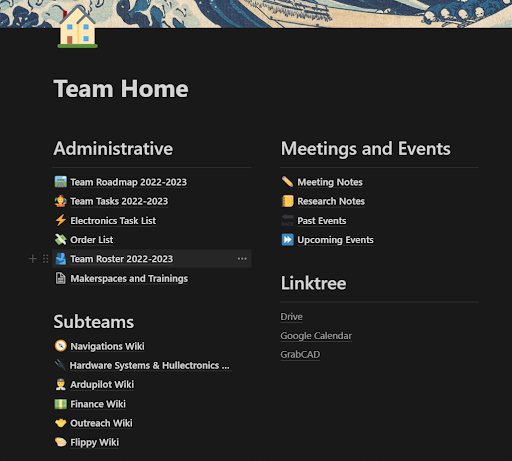 Team Home
Administrative
Team Roadmap 2022-2023
Team Tasks 2022-2023
Electronics Task List
Order List
Team Roster 2022-2023
Makerspaces and Trainings
Subteams
Navigations Wiki
Hardware Systems & Hullectronics ...
Ardupilot Wiki
Finance Wiki
Outreach Wiki
Flippy Wiki
Meetings and Events
Meeting Notes
Research Notes
Past Events
Upcoming Events
Linktree
Drive
Google Calendar
GrabCAD